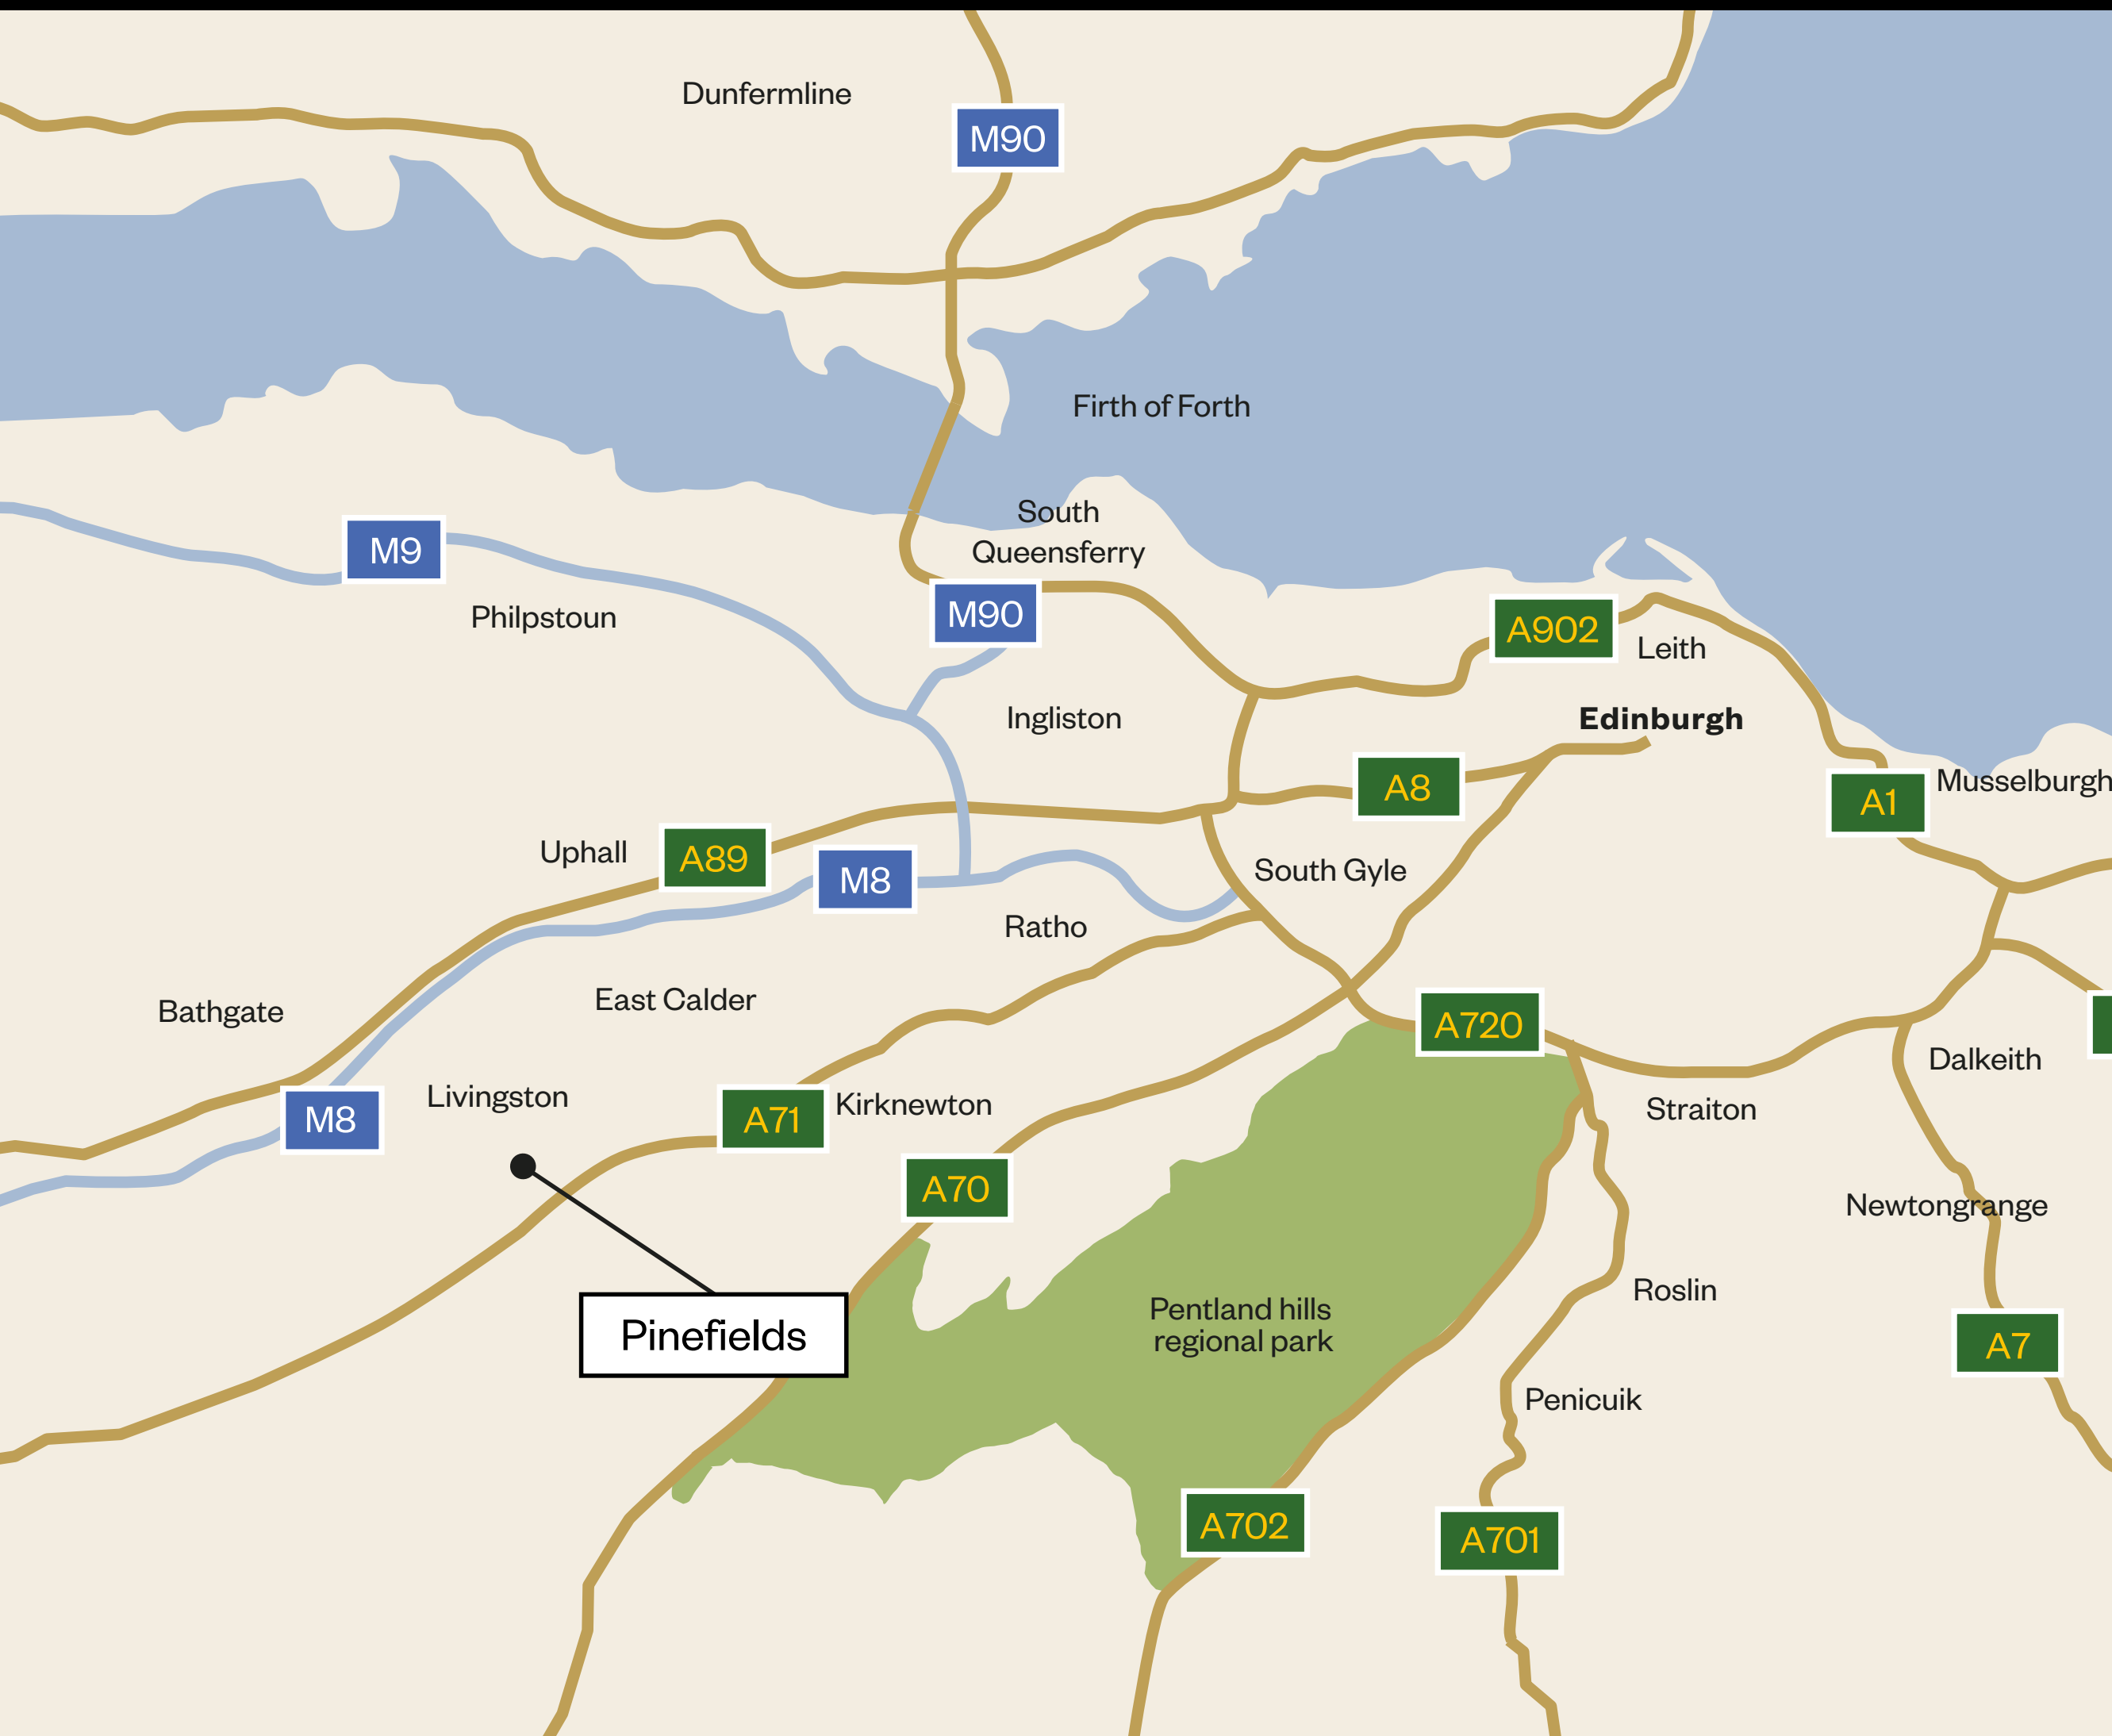 Dunfermline
M90
Firth of Forth
South
Queensferry
M9
Philpstoun
M90
A902
Leith
Ingliston
Edinburgh
A8
A1
Musselburgh
Uphall
A89
M8
South Gyle
Ratho
East Calder
Bathgate
A720
Dalkeith
Livingston
M8
A71
Kirknewton
Straiton
A70
Newtongrange
Pinefields
Pentland hills
regional park
Roslin
A7
Penicuik
A702
A701